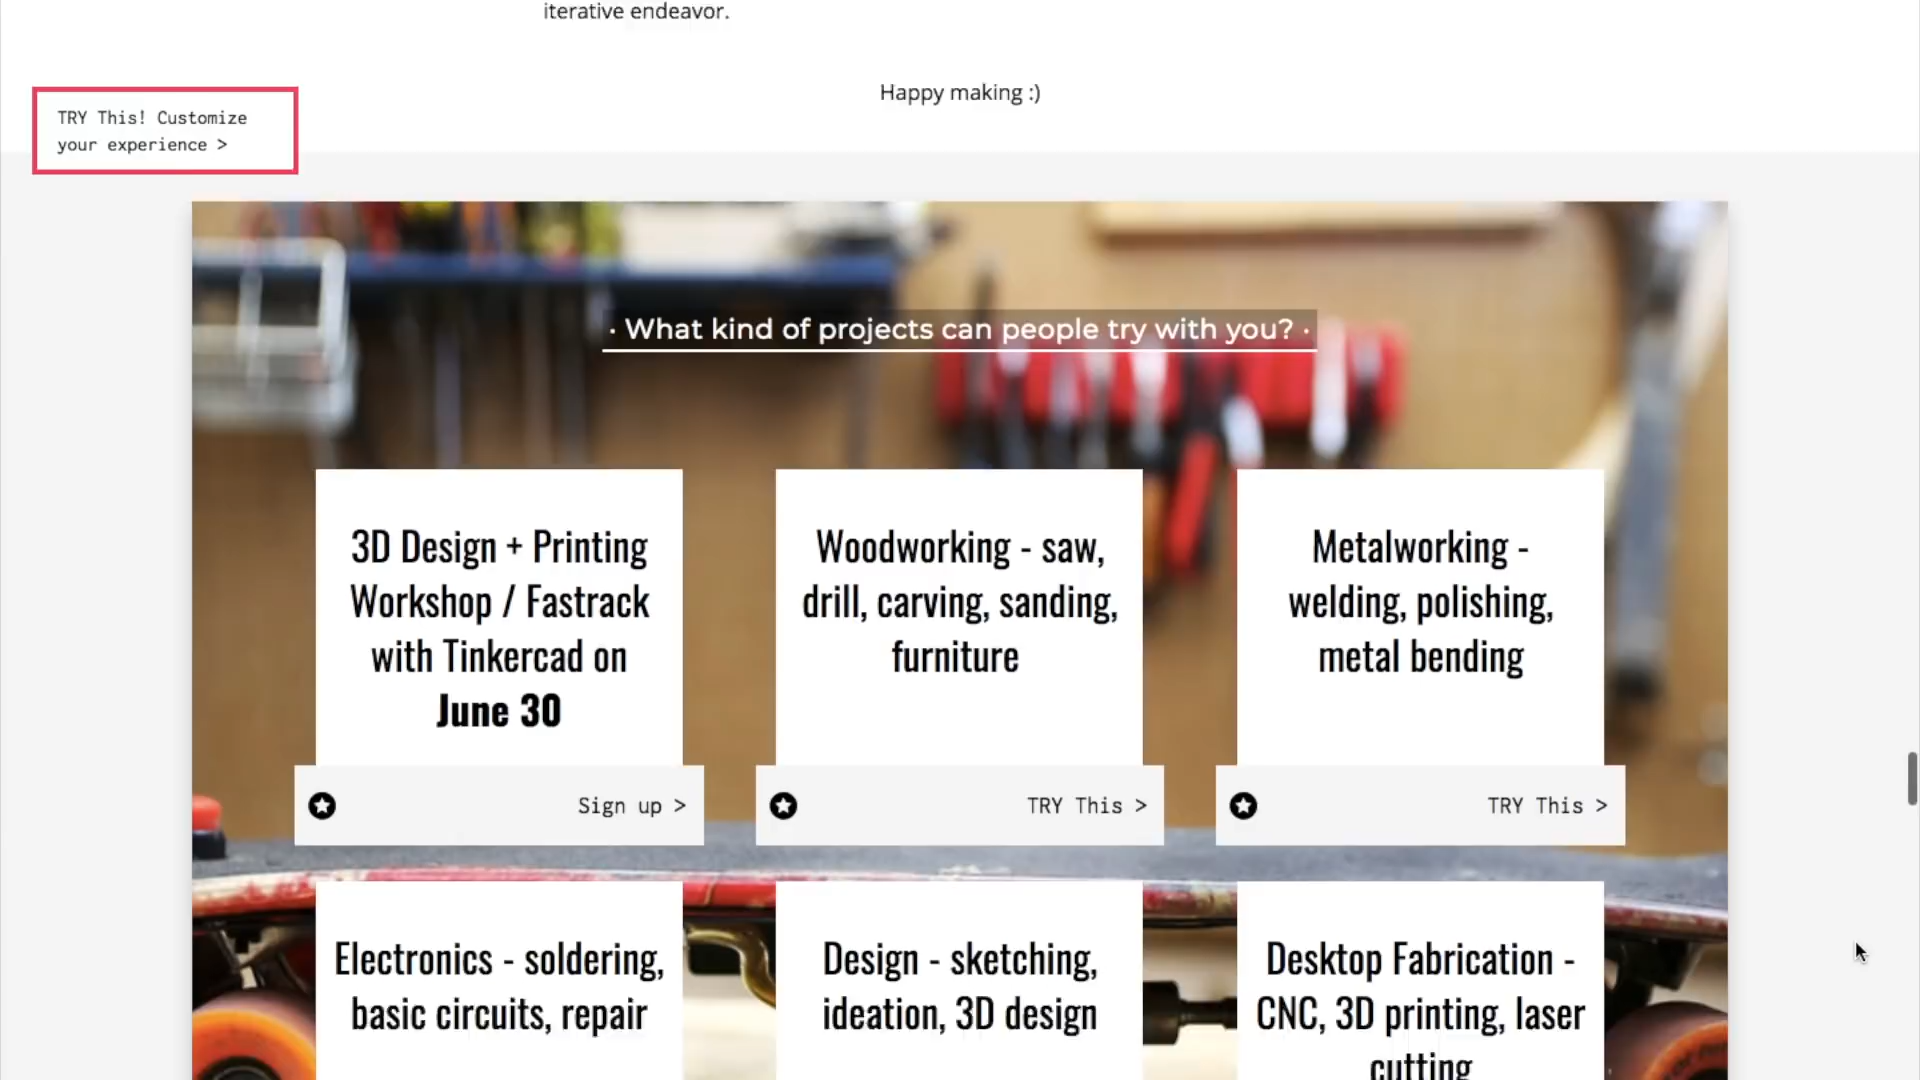 iterative endeavor.
Happy making :)
TRY This! Customize
your experience >
· What kind of projects can people try with you? ·
3D Design + Printing
Workshop / Fastrack
with Tinkercad on
June 30
Sign up >
Woodworking - saw,
drill, carving, sanding,
furniture
TRY This >
Metalworking -
welding, polishing,
metal bending
TRY This >
Electronics - soldering,
basic circuits, repair
Design - sketching,
ideation, 3D design
Desktop Fabrication -
CNC, 3D printing, laser
cutting